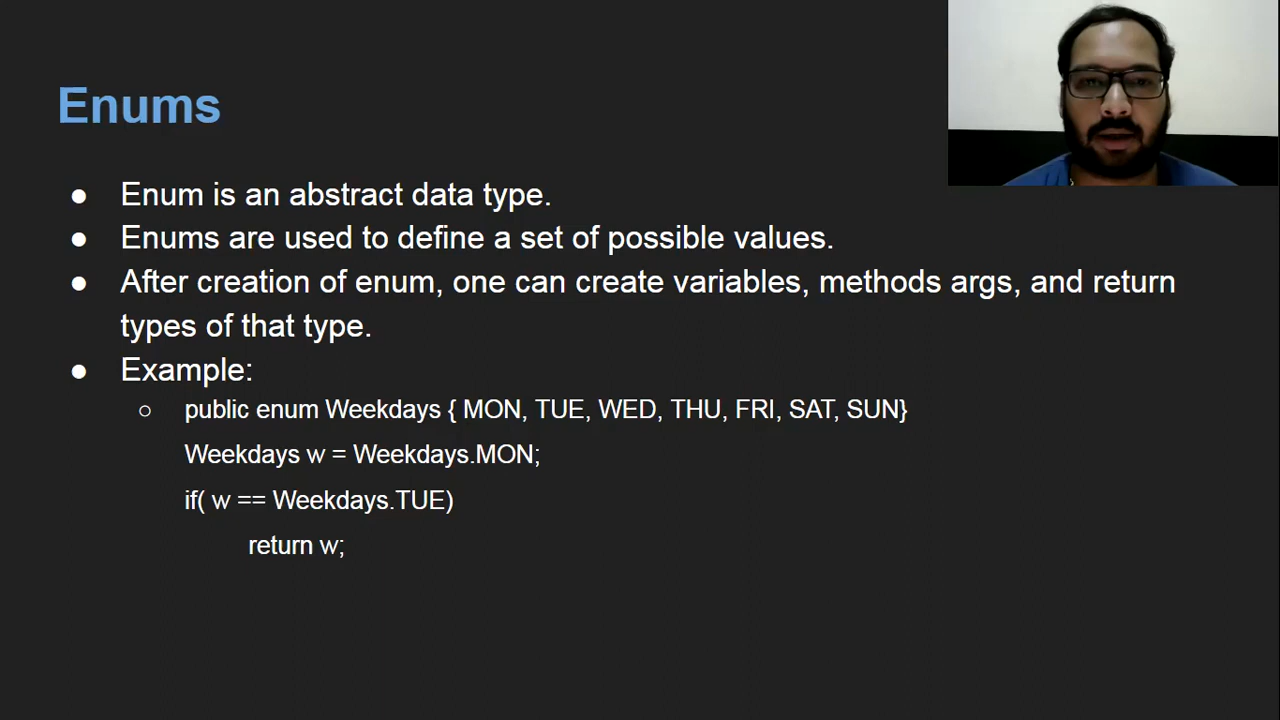 Enums
● Enum is an abstract data type.
● Enums are used to define a set of possible values.
● After creation of enum, one can create variables, methods args, and return
types of that type.
● Example:
○ public enum Weekdays { MON, TUE, WED, THU, FRI, SAT, SUN}
Weekdays w = Weekdays.MON;
if( w == Weekdays.TUE)
return w;